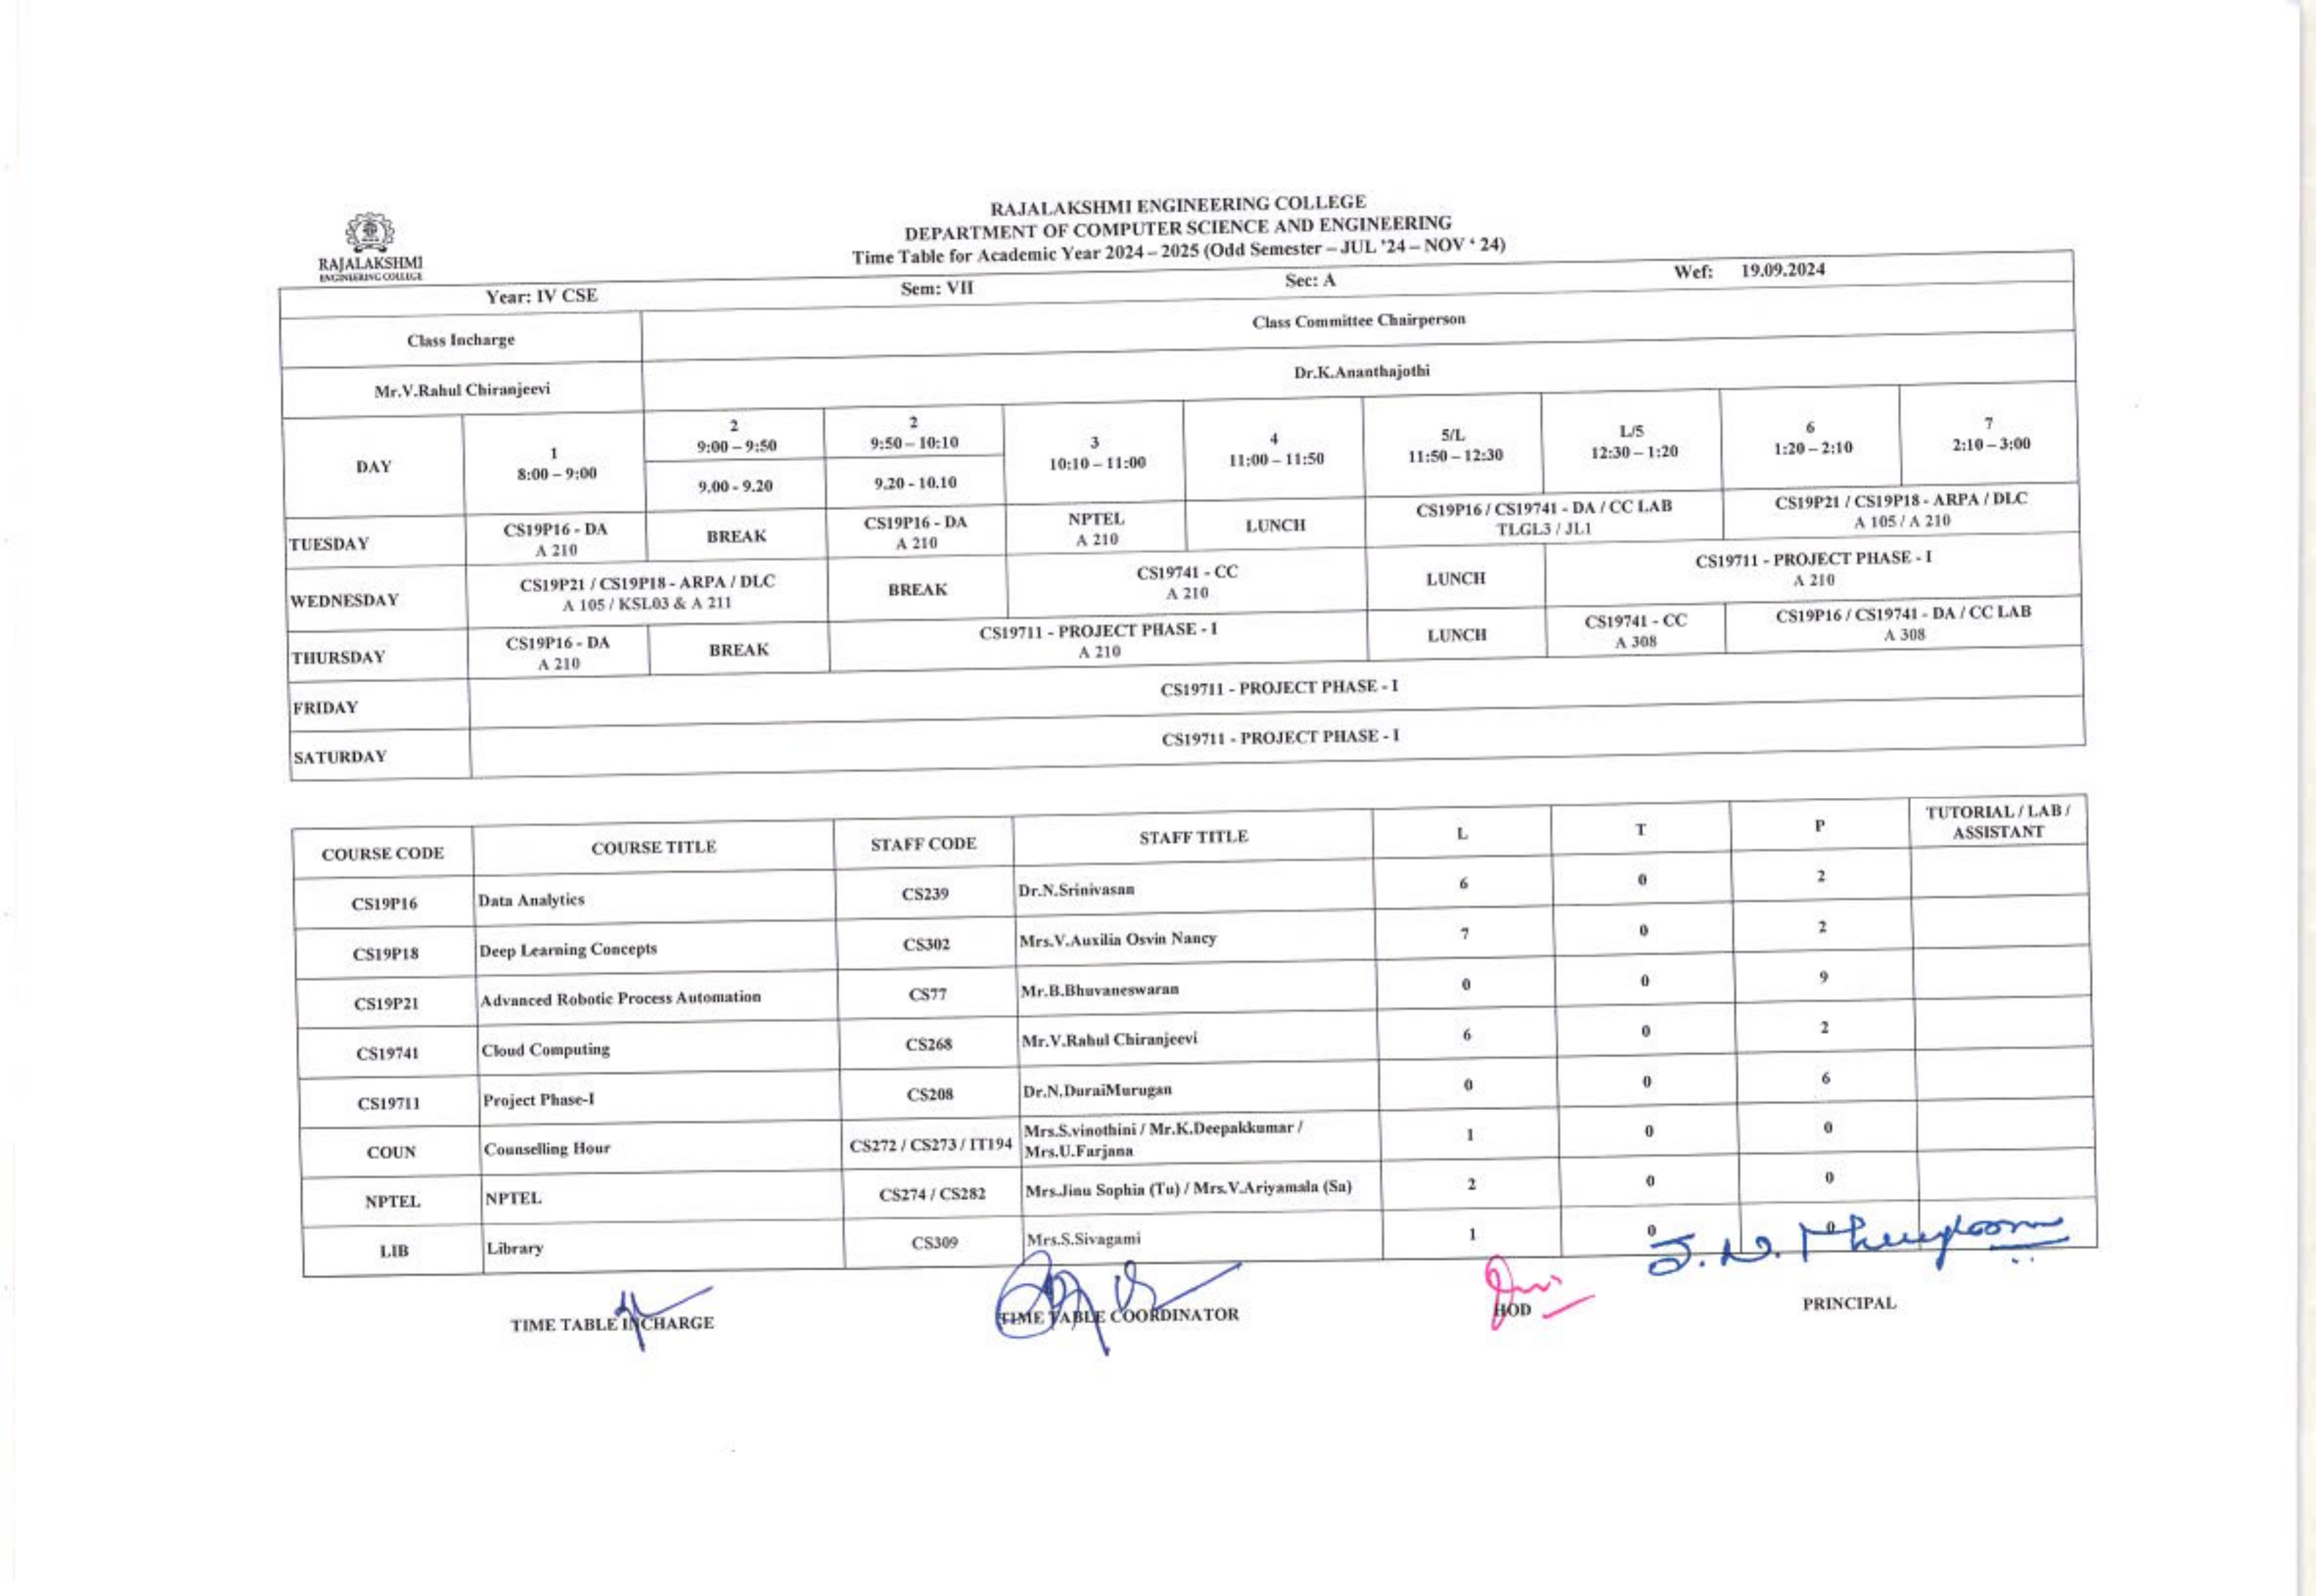 RAJALAKSHMI
ENGINEERING COLLEGE
RAJALAKSHMI ENGINEERING COLLEGE
DEPARTMENT OF COMPUTER SCIENCE AND ENGINEERING
Time Table for Academic Year 2024 – 2025 (Odd Semester – JUL '24 – NOV ' 24)
Year: IV CSE Sem: VII Sec: A Wef: 19.09.2024
Class Incharge Class Committee Chairperson
Mr.V.Rahul Chiranjeevi Dr.K.Ananthajothi
DAY
1
8:00 – 9:00
2
9:00 – 9:50
9.00 - 9.20
2
9:50 – 10:10
9.20 - 10.10
3
10:10 – 11:00
4
11:00 – 11:50
5/L
11:50 – 12:30
L/5
12:30 – 1:20
6
1:20 – 2:10
7
2:10 – 3:00
TUESDAY
CS19P16 - DA
A 210
BREAK
CS19P16 - DA
A 210
NPTEL
A 210
LUNCH
CS19P16 / CS19741 - DA / CC LAB
TLGL3 / JL1
CS19P21 / CS19P18 - ARPA / DLC
A 105 / A 210
WEDNESDAY
CS19P21 / CS19P18 - ARPA / DLC
A 105 / KSL03 & A 211
BREAK
CS19741 - CC
A 210
LUNCH
CS19711 - PROJECT PHASE - I
A 210
THURSDAY
CS19P16 - DA
A 210
BREAK
CS19711 - PROJECT PHASE - I
A 210
LUNCH
CS19741 - CC
A 308
CS19P16 / CS19741 - DA / CC LAB
A 308
FRIDAY
CS19711 - PROJECT PHASE - I
SATURDAY
CS19711 - PROJECT PHASE - I
COURSE CODE COURSE TITLE STAFF CODE STAFF TITLE L T P TUTORIAL / LAB /
ASSISTANT
CS19P16 Data Analytics CS239 Dr.N.Srinivasan 6 0 2
CS19P18 Deep Learning Concepts CS302 Mrs.V.Auxilia Osvin Nancy 7 0 2
CS19P21 Advanced Robotic Process Automation CS77 Mr.B.Bhuvaneswaran 0 0 9
CS19741 Cloud Computing CS268 Mr.V.Rahul Chiranjeevi 6 0 2
CS19711 Project Phase-I CS208 Dr.N.DuraiMurugan 0 0 6
COUN Counselling Hour CS272 / CS273 / IT194 Mrs.S.vinothini / Mr.K.Deepakkumar /
Mrs.U.Farjana 1 0 0
NPTEL NPTEL CS274 / CS282 Mrs.Jinu Sophia (Tu) / Mrs.V.Ariyamala (Sa) 2 0 0
LIB Library CS309 Mrs.S.Sivagami 1 0 0
TIME TABLE INCHARGE TIME TABLE COORDINATOR HOD PRINCIPAL